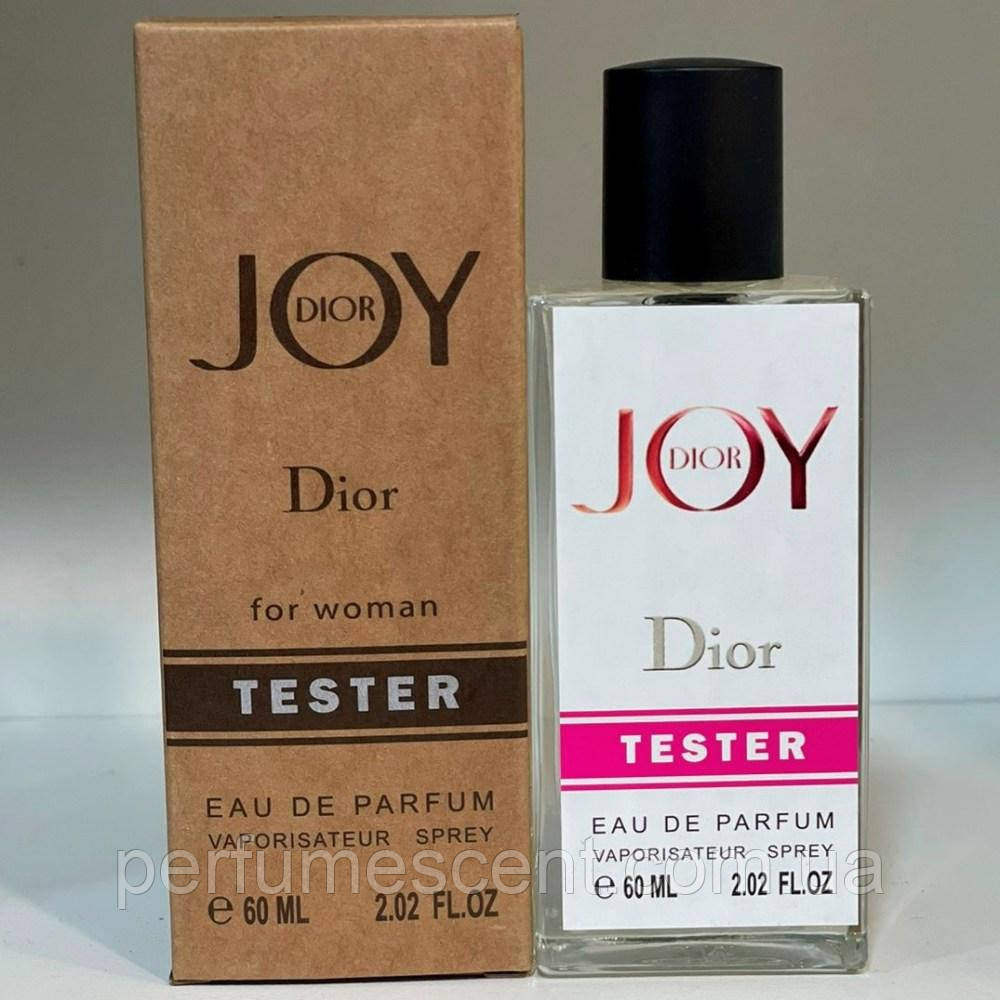 JOY
DIOR
Dior
for woman
TESTER
EAU DE PARFUM
VAPORISATEUR SPREY
℮ 60 ML 2.02 FL.OZ
JOY
DIOR
Dior
TESTER
EAU DE PARFUM
VAPORISATEUR SPREY
℮ 60 ML 2.02 FL.OZ
perfumescent.com.ua